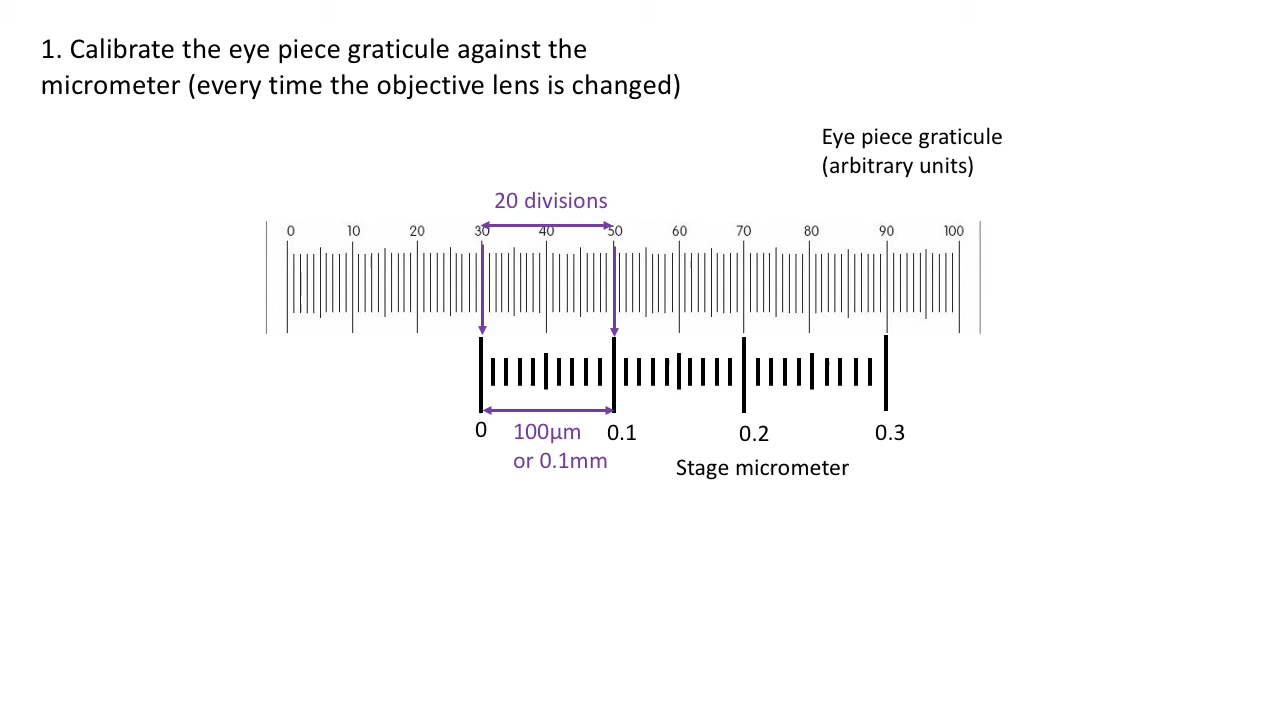 1. Calibrate the eye piece graticule against the
micrometer (every time the objective lens is changed)
Eye piece graticule
(arbitrary units)
20 divisions
0 10 20 30 40 50 60 70 80 90 100
0 100µm 0.1 0.2 0.3
or 0.1mm
Stage micrometer